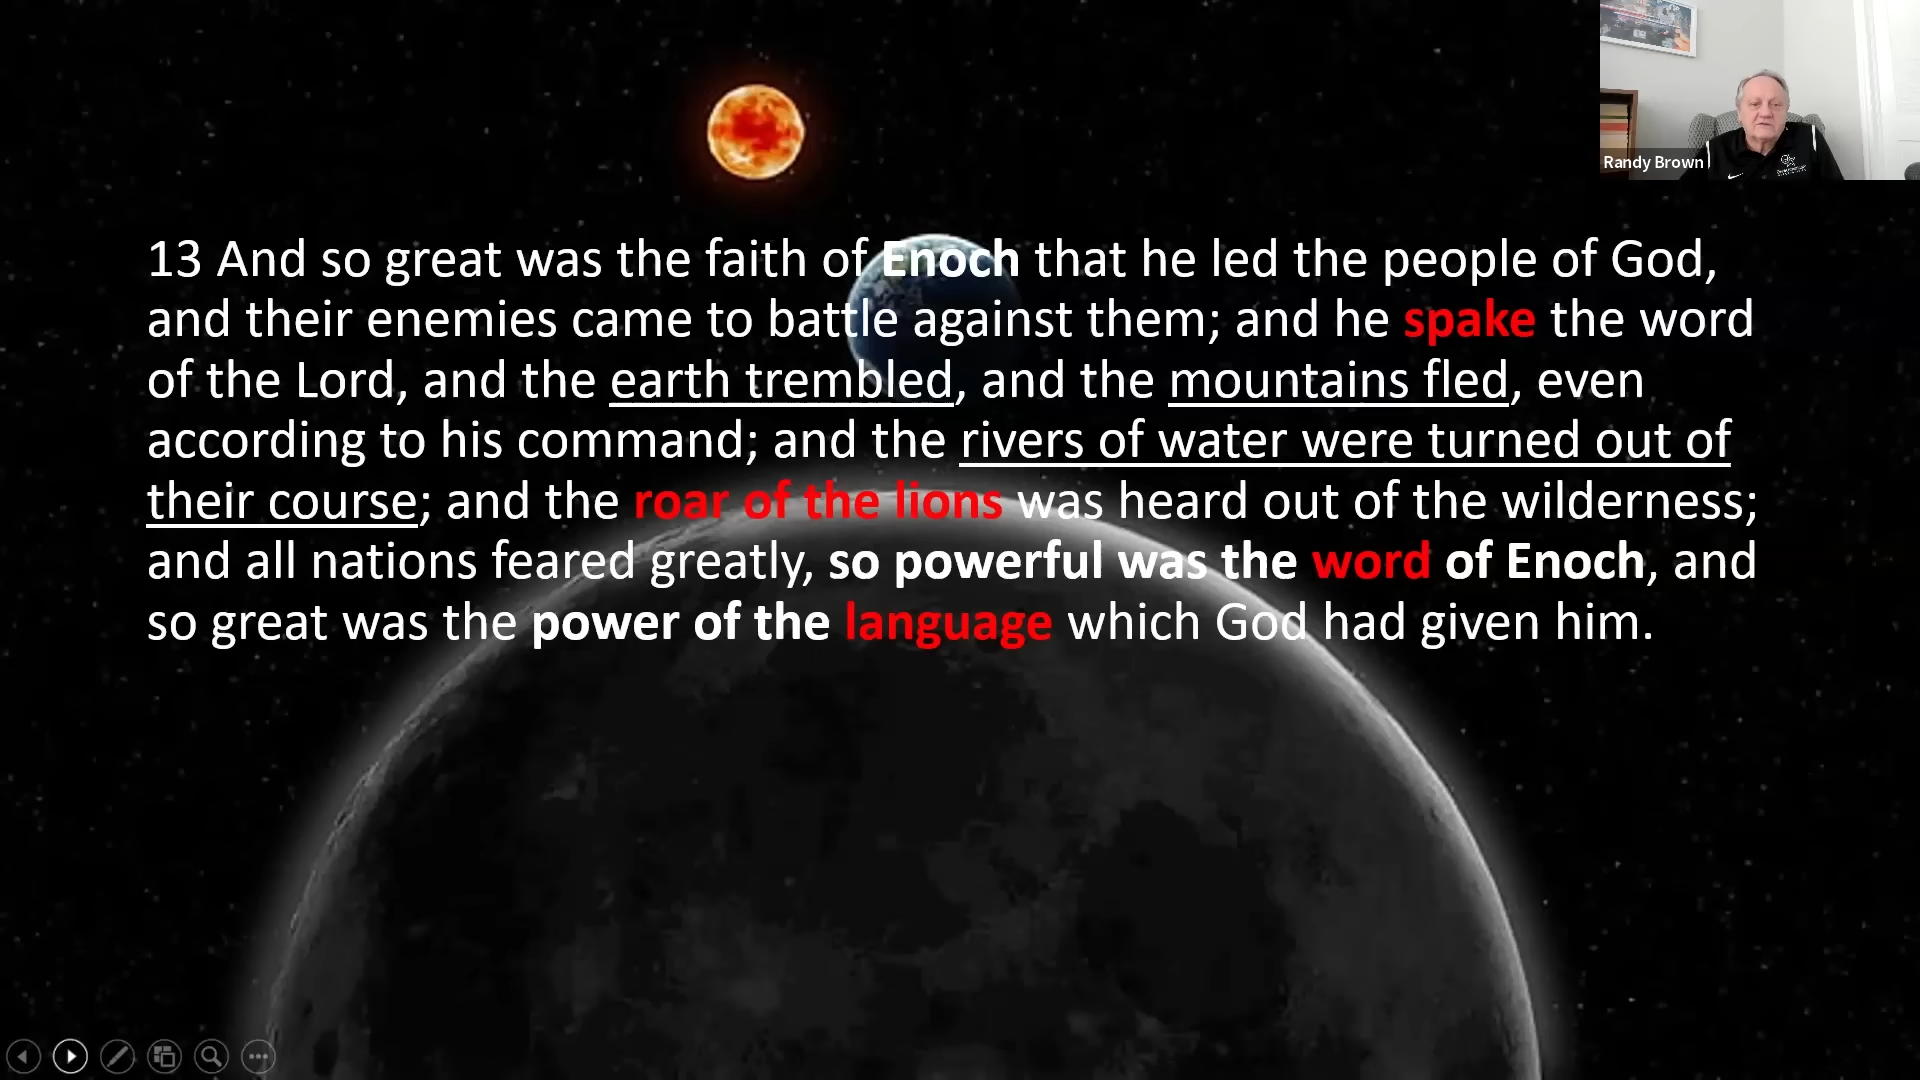 Randy Brown
13 And so great was the faith of Enoch that he led the people of God,
and their enemies came to battle against them; and he spake the word
of the Lord, and the earth trembled, and the mountains fled, even
according to his command; and the rivers of water were turned out of
their course; and the roar of the lions was heard out of the wilderness;
and all nations feared greatly, so powerful was the word of Enoch, and
so great was the power of the language which God had given him.